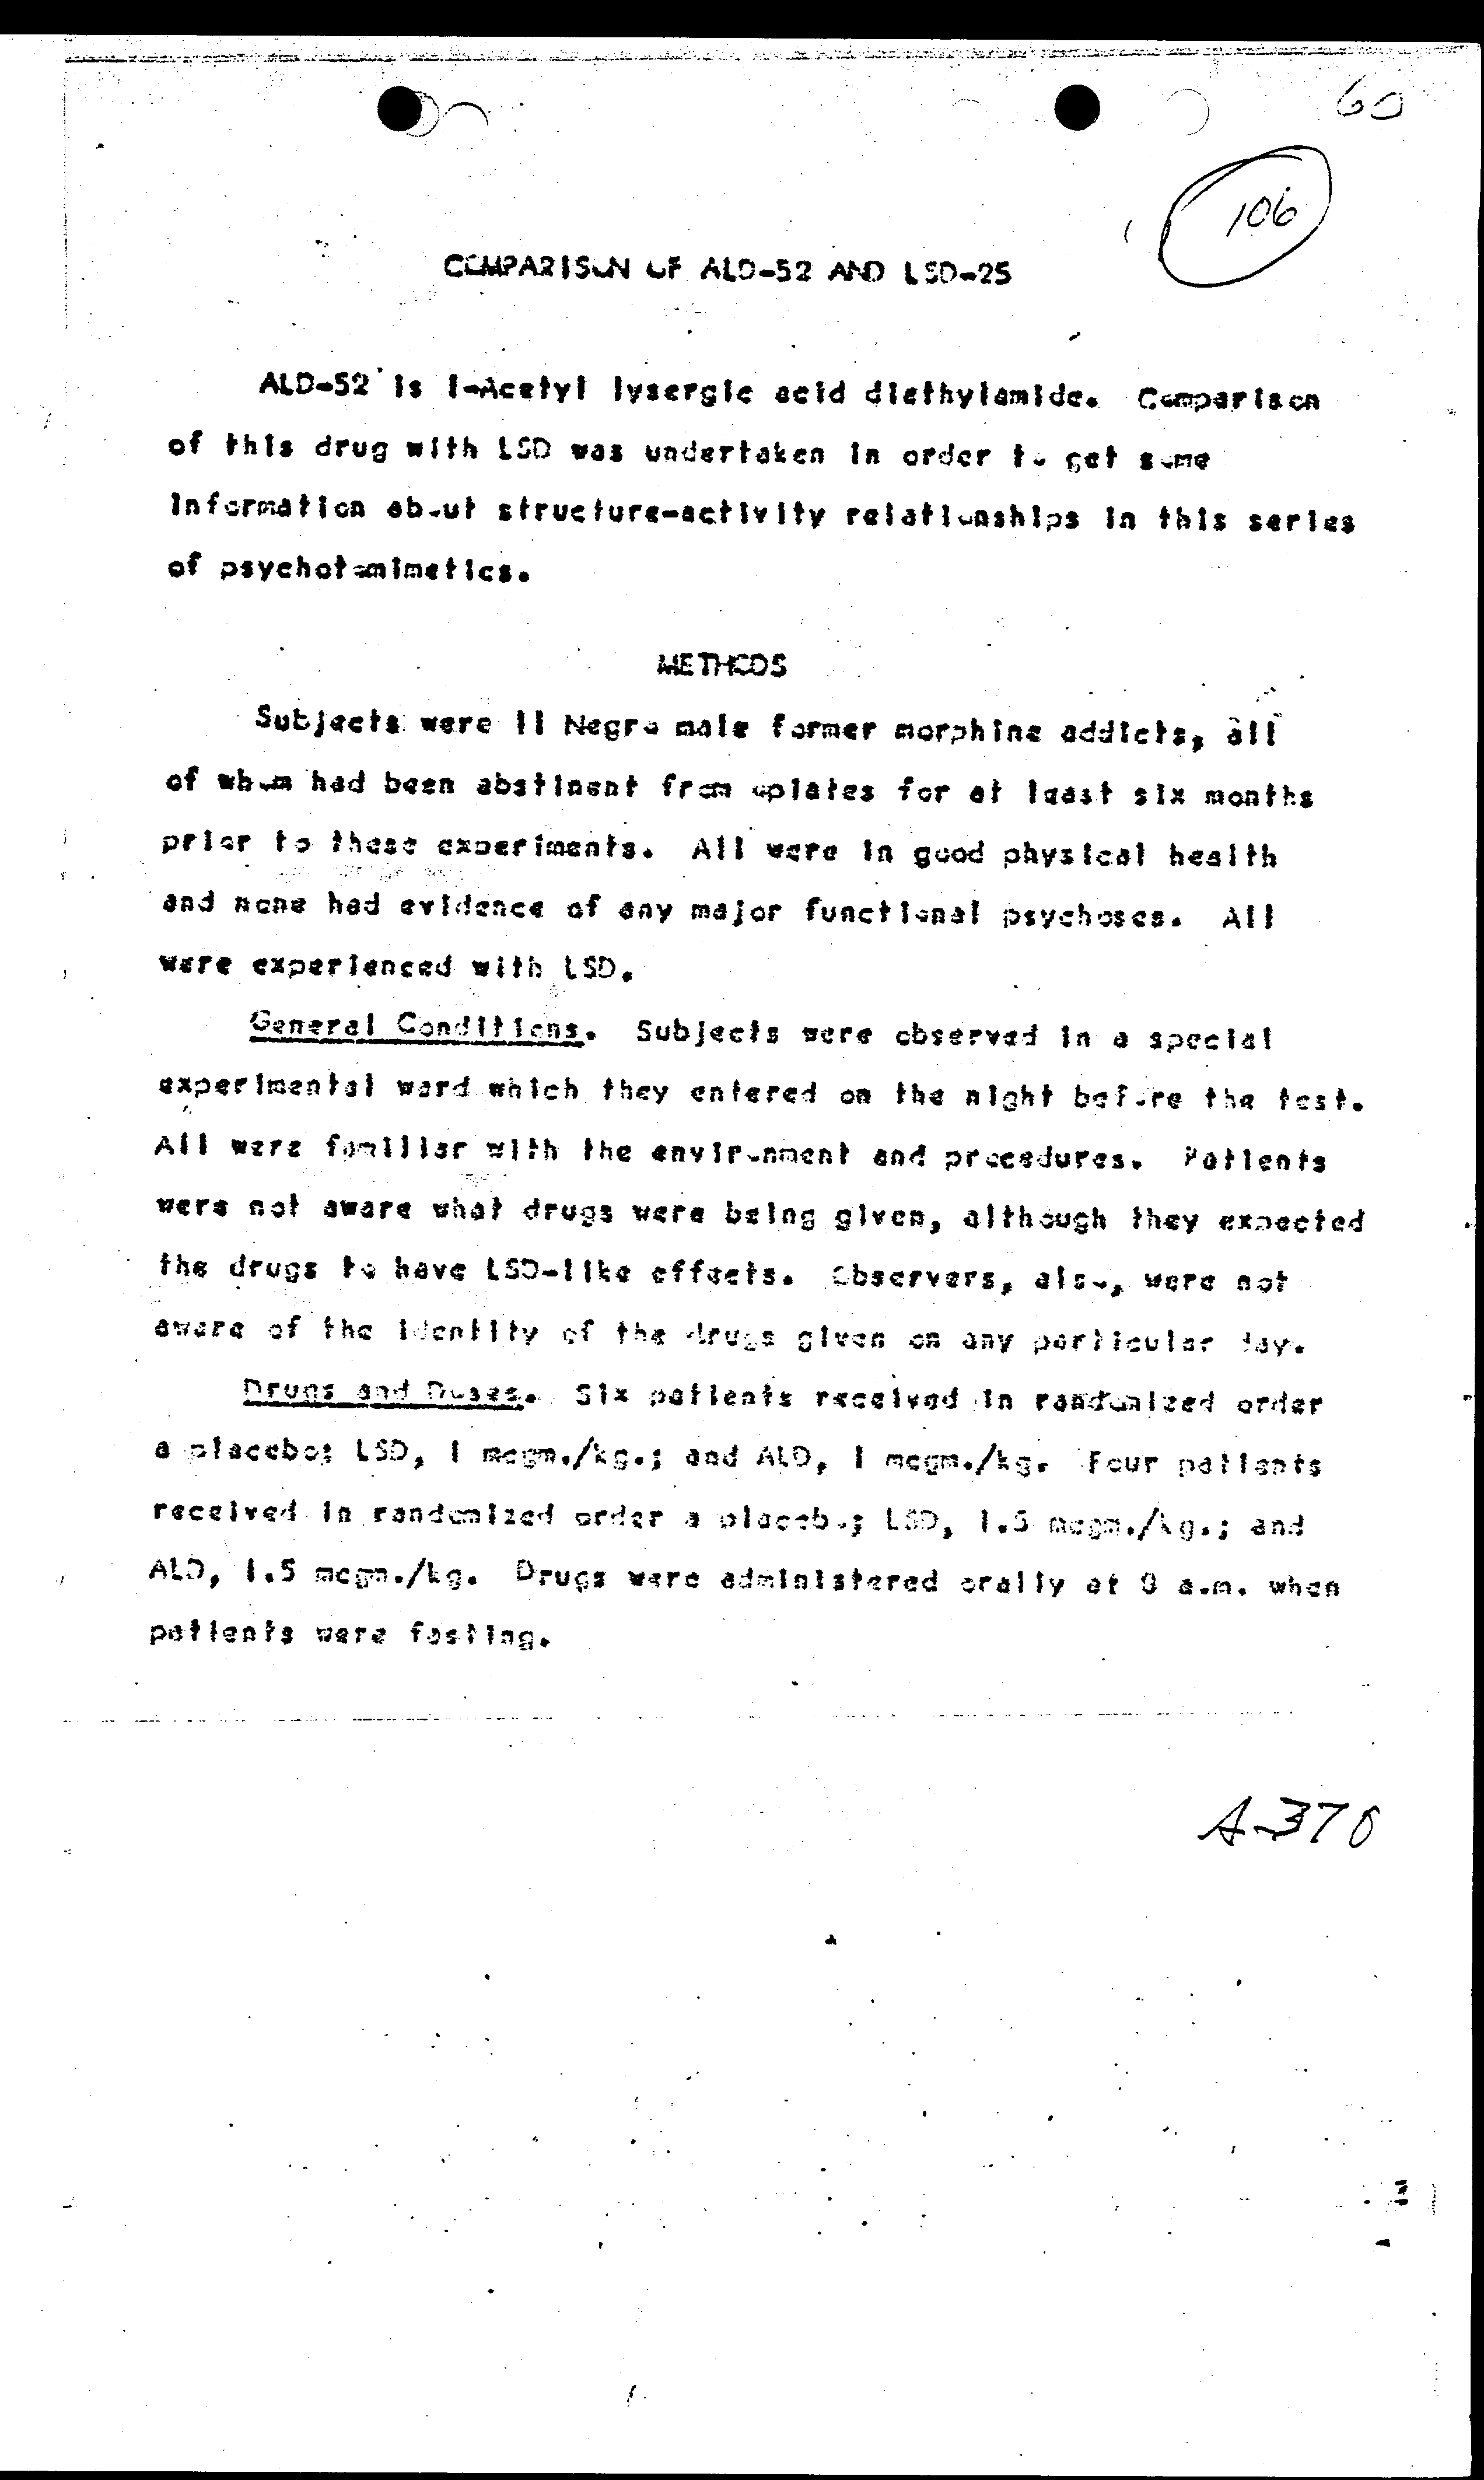 60
106
COMPARISON OF ALD-52 AND LSD-25
ALD-52 is 1-Acetyl lysergic acid diethylamide. Comparison
of this drug with LSD was undertaken in order to get some
information about structure-activity relationships in this series
of psychotomimetics.
METHODS
Subjects were 11 Negro male former morphine addicts, all
of whom had been abstinent from opiates for at least six months
prior to these experiments. All were in good physical health
and none had evidence of any major functional psychoses. All
were experienced with LSD.
General Conditions. Subjects were observed in a special
experimental ward which they entered on the night before the test.
All were familiar with the environment and procedures. Patients
were not aware what drugs were being given, although they expected
the drugs to have LSD-like effects. Observers, also, were not
aware of the identity of the drugs given on any particular day.
Drugs and Doses. Six patients received in randomized order
a placebo; LSD, 1 mcgm./kg.; and ALD, 1 mcgm./kg. Four patients
received in randomized order a placebo; LSD, 1.5 mcgm./kg.; and
ALD, 1.5 mcgm./kg. Drugs were administered orally at a.m. when
patients were fasting.
A-370